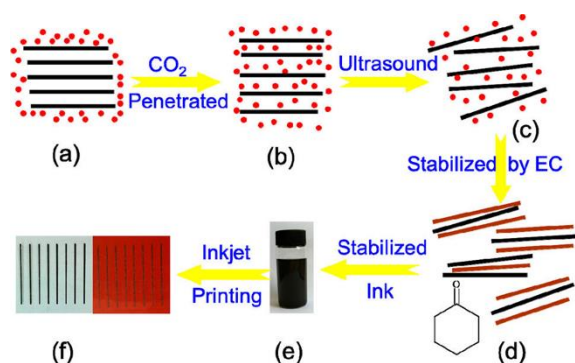 CO₂
Penetrated
Ultrasound
(a)
(b)
(c)
Stabilized by EC
Inkjet
Printing
Stabilized
Ink
O
(f)
(e)
(d)